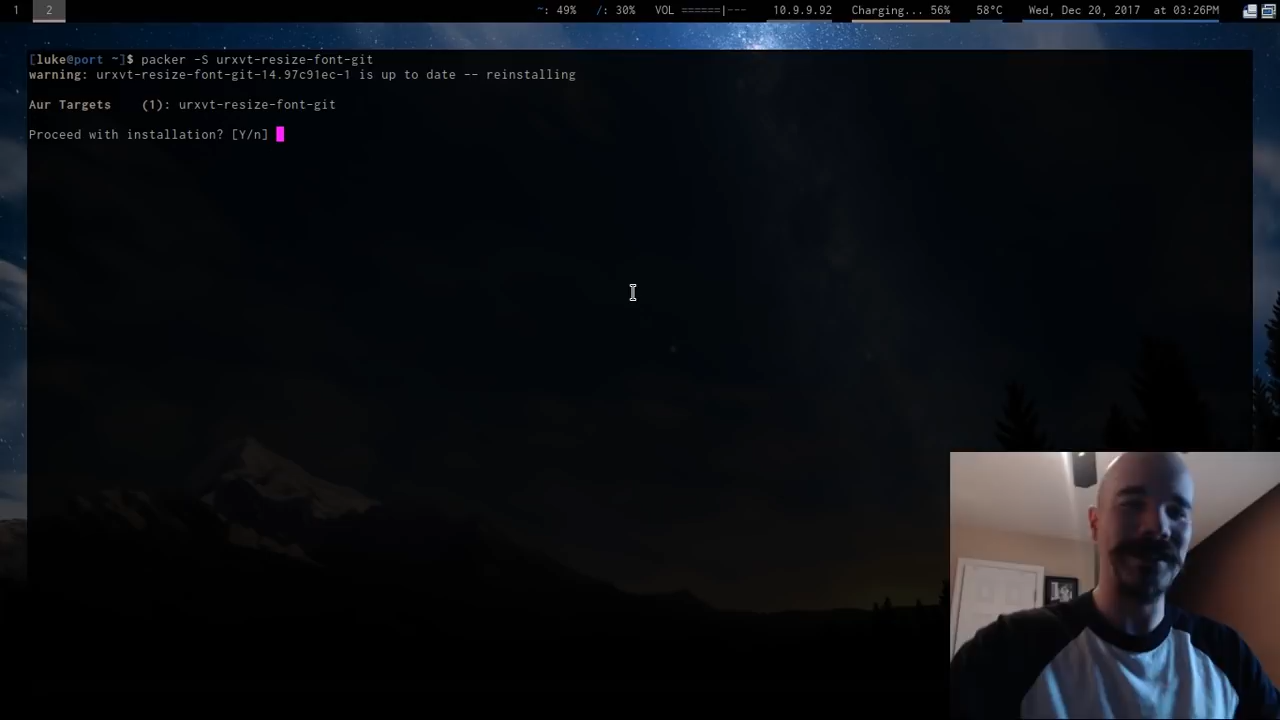 1 2 ~: 49% /: 30% VOL ======|--- 10.9.9.92 Charging... 56% 58°C Wed, Dec 20, 2017 at 03:26PM
[luke@port ~]$ packer -S urxvt-resize-font-git
warning: urxvt-resize-font-git-14.97c91ec-1 is up to date -- reinstalling
Aur Targets    (1): urxvt-resize-font-git
Proceed with installation? [Y/n]